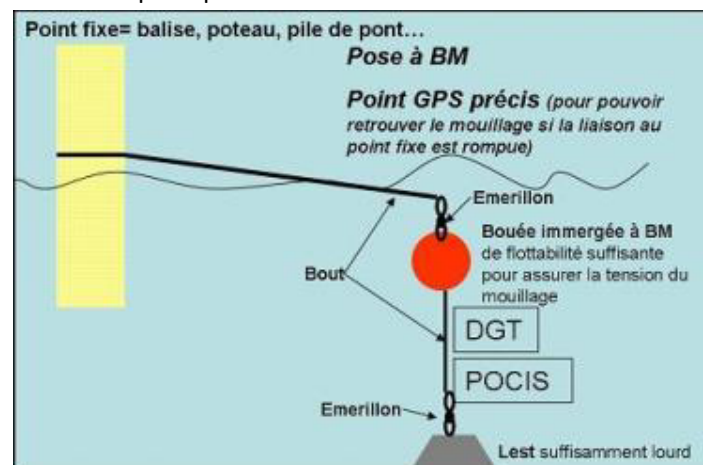 Point fixe= balise, poteau, pile de pont…
Pose à BM
Point GPS précis (pour pouvoir
retrouver le mouillage si la liaison au
point fixe est rompue)
Emerillon
Bouée immergée à BM
de flottabilité suffisante
pour assurer la tension du
mouillage
Bout
DGT
POCIS
Emerillon
Lest suffisamment lourd